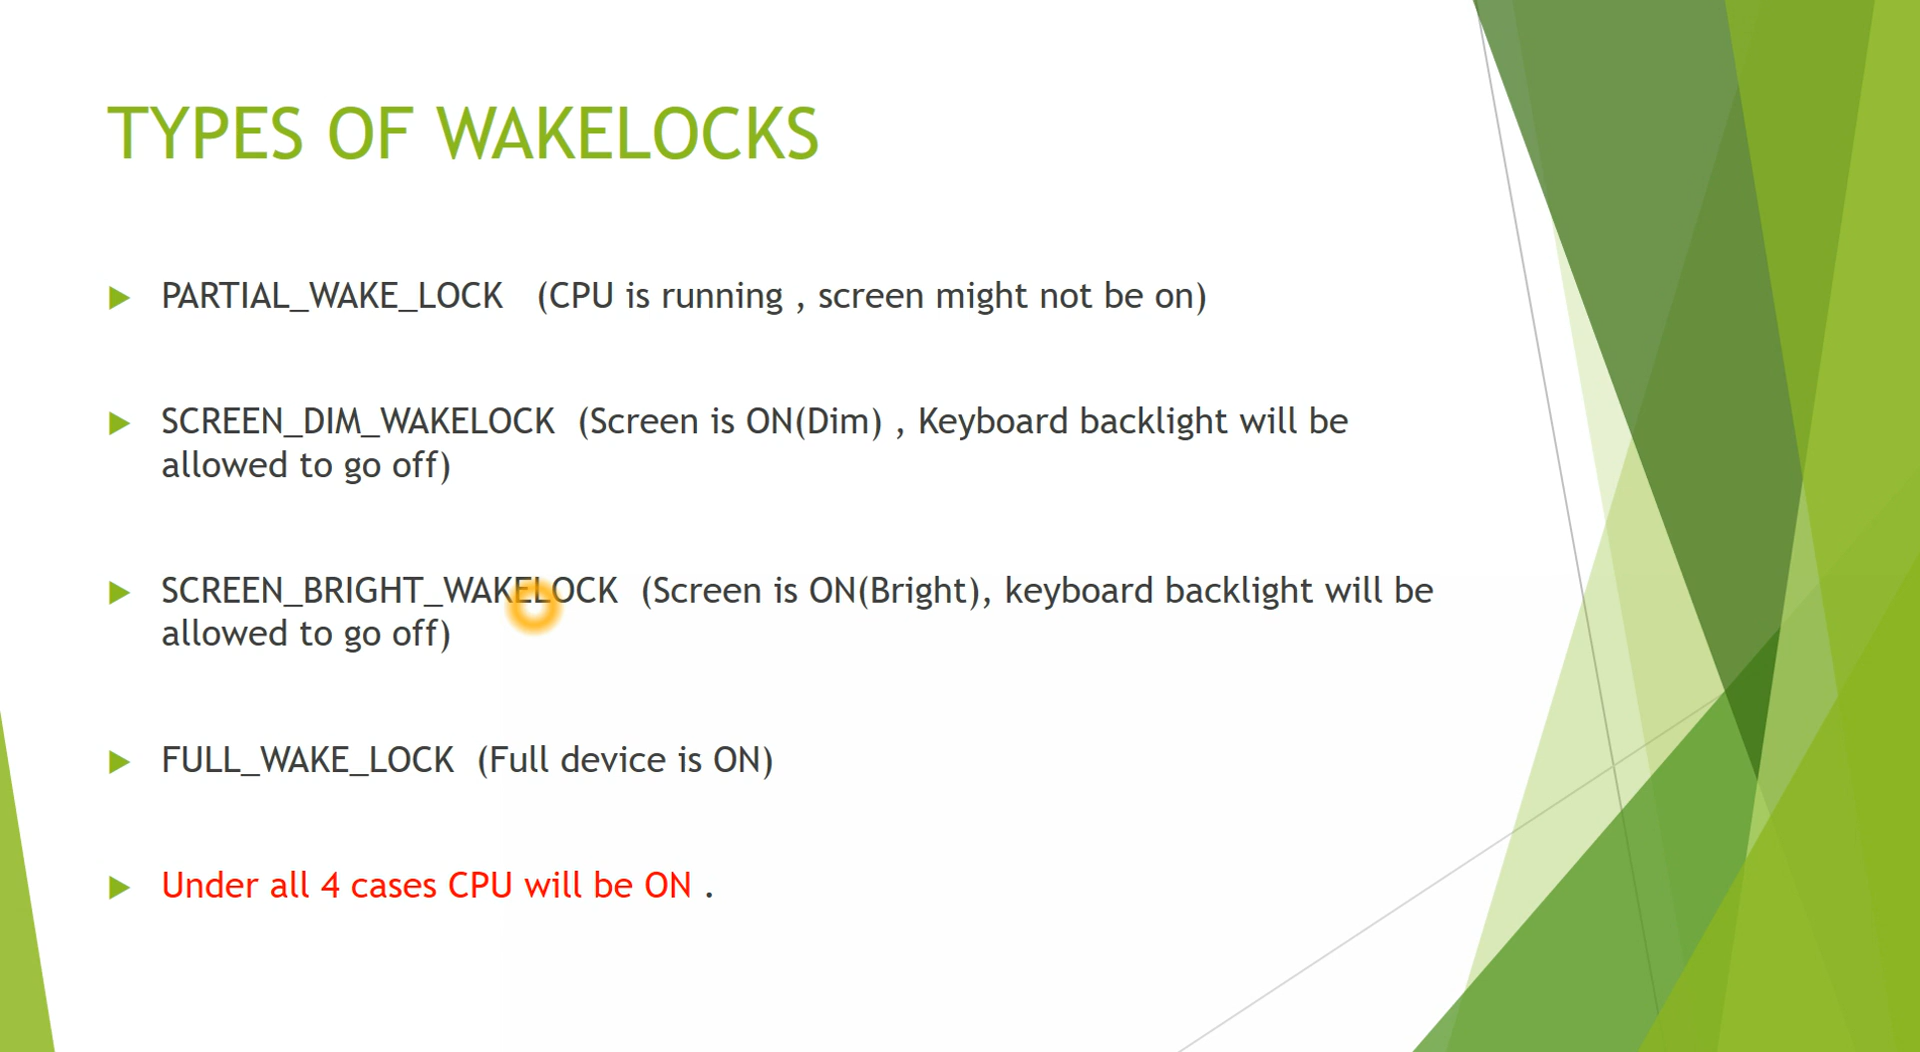 TYPES OF WAKELOCKS
PARTIAL_WAKE_LOCK (CPU is running , screen might not be on)
SCREEN_DIM_WAKELOCK (Screen is ON(Dim) , Keyboard backlight will be
allowed to go off)
SCREEN_BRIGHT_WAKELOCK (Screen is ON(Bright), keyboard backlight will be
allowed to go off)
FULL_WAKE_LOCK (Full device is ON)
Under all 4 cases CPU will be ON .